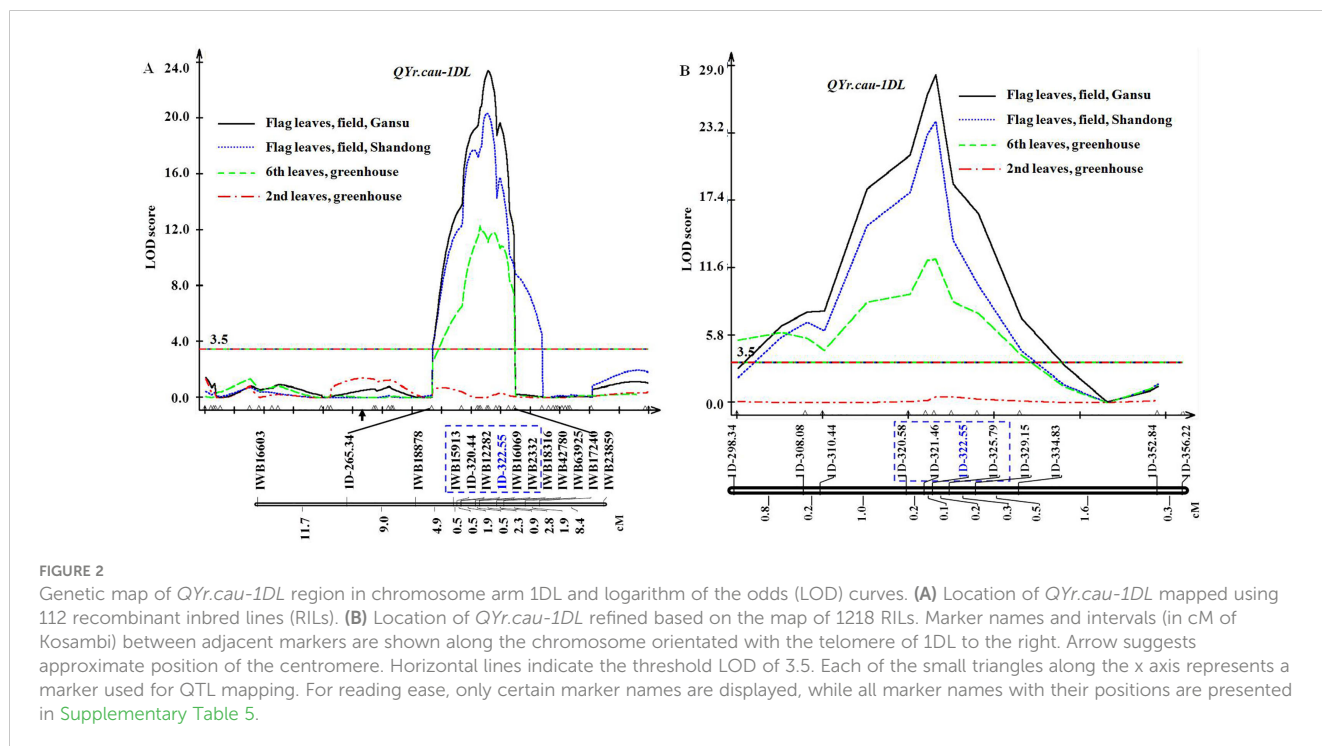 A
24.0
20.0
16.0
12.0
8.0
4.0
0.0
LOD score
3.5
QYr.cau-1DL
Flag leaves, field, Gansu
Flag leaves, field, Shandong
6th leaves, greenhouse
2nd leaves, greenhouse
IWB16603
1D-265.34
IWB18878
IWB15913
1D-320.44
IWB12282
1D-322.55
IWB16069
IWB2332
IWB18316
IWB42780
IWB63925
IWB17240
IWB23859
11.7
9.0
4.9
0.5
0.5
1.9
0.5
2.3
0.9
2.8
1.9
8.4
cM
B
29.0
23.2
17.4
11.6
5.8
0.0
LOD score
3.5
QYr.cau-1DL
Flag leaves, field, Gansu
Flag leaves, field, Shandong
6th leaves, greenhouse
2nd leaves, greenhouse
1D-298.34
1D-308.08
1D-310.44
1D-320.58
1D-321.46
1D-322.55
1D-325.79
1D-329.15
1D-334.83
1D-352.84
1D-356.22
0.8
0.2
1.0
0.2
0.1
0.2
0.3
0.5
1.6
0.3
cM
FIGURE 2
Genetic map of QYr.cau-1DL region in chromosome arm 1DL and logarithm of the odds (LOD) curves. (A) Location of QYr.cau-1DL mapped using
112 recombinant inbred lines (RILs). (B) Location of QYr.cau-1DL refined based on the map of 1218 RILs. Marker names and intervals (in cM of
Kosambi) between adjacent markers are shown along the chromosome orientated with the telomere of 1DL to the right. Arrow suggests
approximate position of the centromere. Horizontal lines indicate the threshold LOD of 3.5. Each of the small triangles along the x axis represents a
marker used for QTL mapping. For reading ease, only certain marker names are displayed, while all marker names with their positions are presented
in Supplementary Table 5.